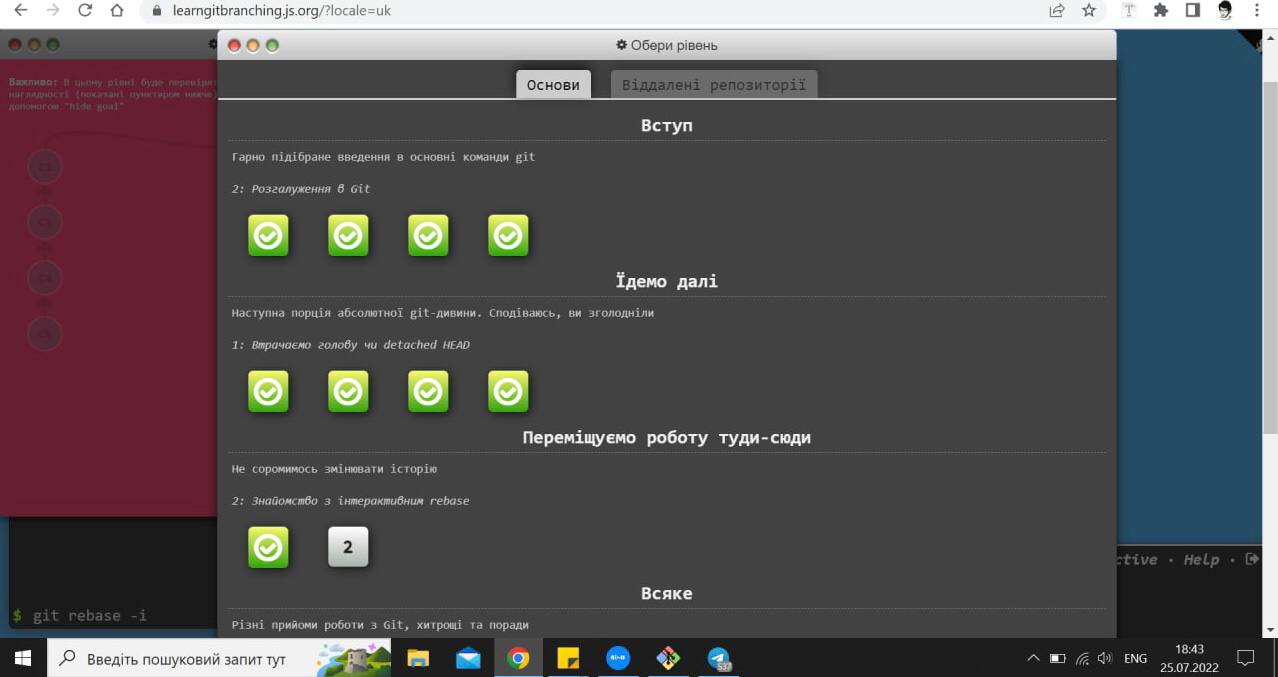 learngitbranching.js.org/?locale=uk
Обери рівень
Важливо: В цьому рівні буде перевірят
наглядності (показані пунктиром нижче)
допомогою "hide goal"
Основи
Віддалені репозиторії
Вступ
Гарно підібране введення в основні команди git
2: Розгалуження в Git
Їдемо далі
Наступна порція абсолютної git-дивини. Сподіваюсь, ви зголодніли
1: Втрачаємо голову чи detached HEAD
Переміщуємо роботу туди-сюди
Не соромимось змінювати історію
2: Знайомство з інтерактивним rebase
2
Всяке
Різні прийоми роботи з Git, хитрощі та поради
ctive · Help ·
$ git rebase -i
Введіть пошуковий запит тут
537
ENG
18:43
25.07.2022